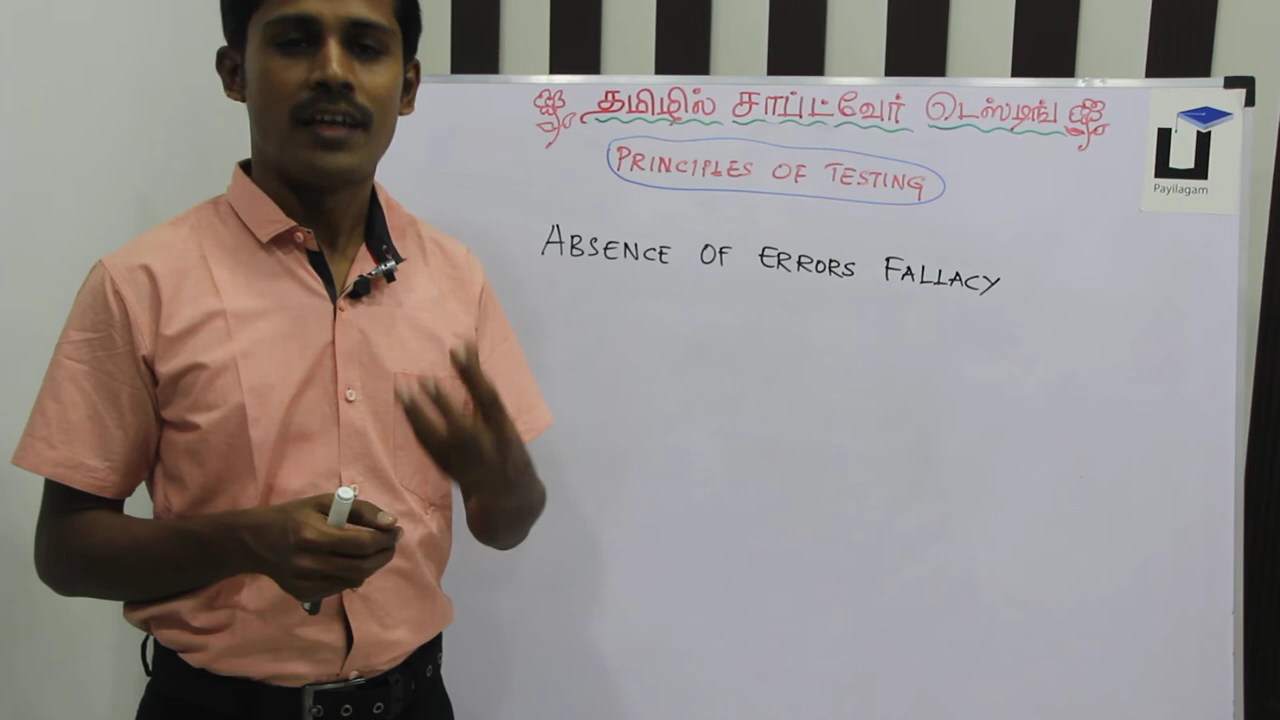 தமிழில் சாப்ட்வேர் டெஸ்டிங்
PRINCIPLES OF TESTING
Payilagam
ABSENCE OF ERRORS FALLACY